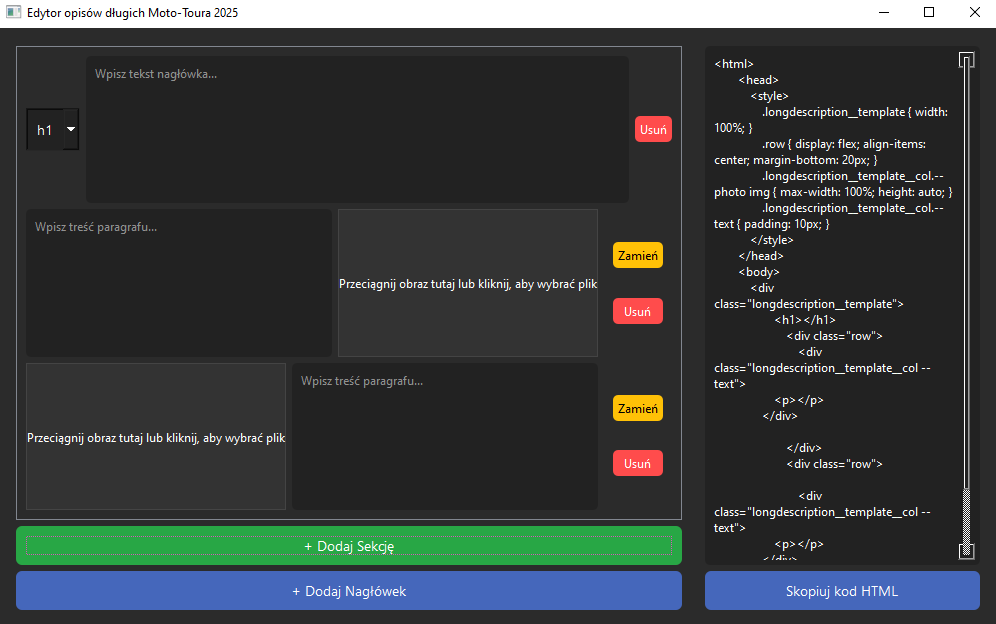 Edytor opisów długich Moto-Toura 2025
h1
Wpisz tekst nagłówka...
Usuń
Wpisz treść paragrafu...
Przeciągnij obraz tutaj lub kliknij, aby wybrać plik
Zamień
Usuń
Przeciągnij obraz tutaj lub kliknij, aby wybrać plik
Wpisz treść paragrafu...
Zamień
Usuń
+ Dodaj Sekcję
+ Dodaj Nagłówek
<html>
<head>
<style>
.longdescription__template { width:
100%; }
.row { display: flex; align-items:
center; margin-bottom: 20px; }
.longdescription__template__col.--
photo img { max-width: 100%; height: auto; }
.longdescription__template__col.--
text { padding: 10px; }
</style>
</head>
<body>
<div
class="longdescription__template">
<h1></h1>
<div class="row">
<div
class="longdescription__template__col --
text">
<p></p>
</div>
</div>
<div class="row">
<div
class="longdescription__template__col --
text">
<p></p>
</div>
Skopiuj kod HTML